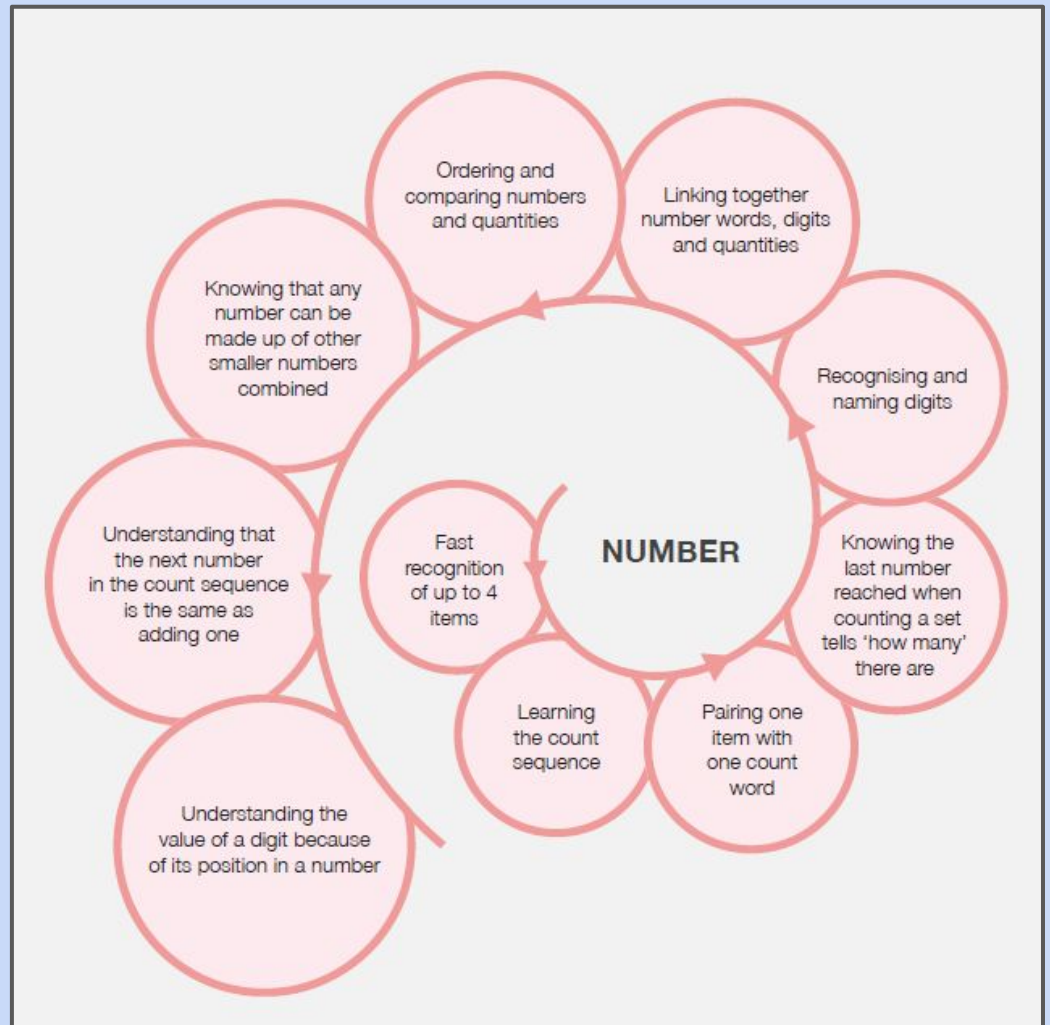 NUMBER
Fast
recognition
of up to 4
items
Learning
the count
sequence
Pairing one
item with
one count
word
Knowing the
last number
reached when
counting a set
tells ‘how many’
there are
Recognising and
naming digits
Linking together
number words, digits
and quantities
Ordering and
comparing numbers
and quantities
Knowing that any
number can be
made up of other
smaller numbers
combined
Understanding that
the next number
in the count sequence
is the same as
adding one
Understanding the
value of a digit because
of its position in a number